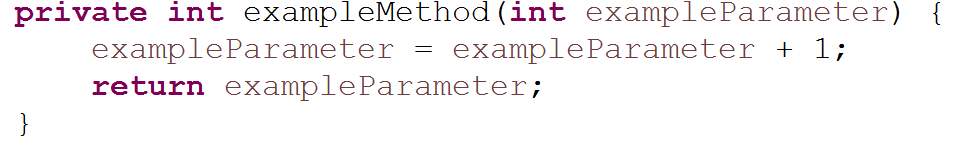 private int exampleMethod(int exampleParameter) {
    exampleParameter = exampleParameter + 1;
    return exampleParameter;
}